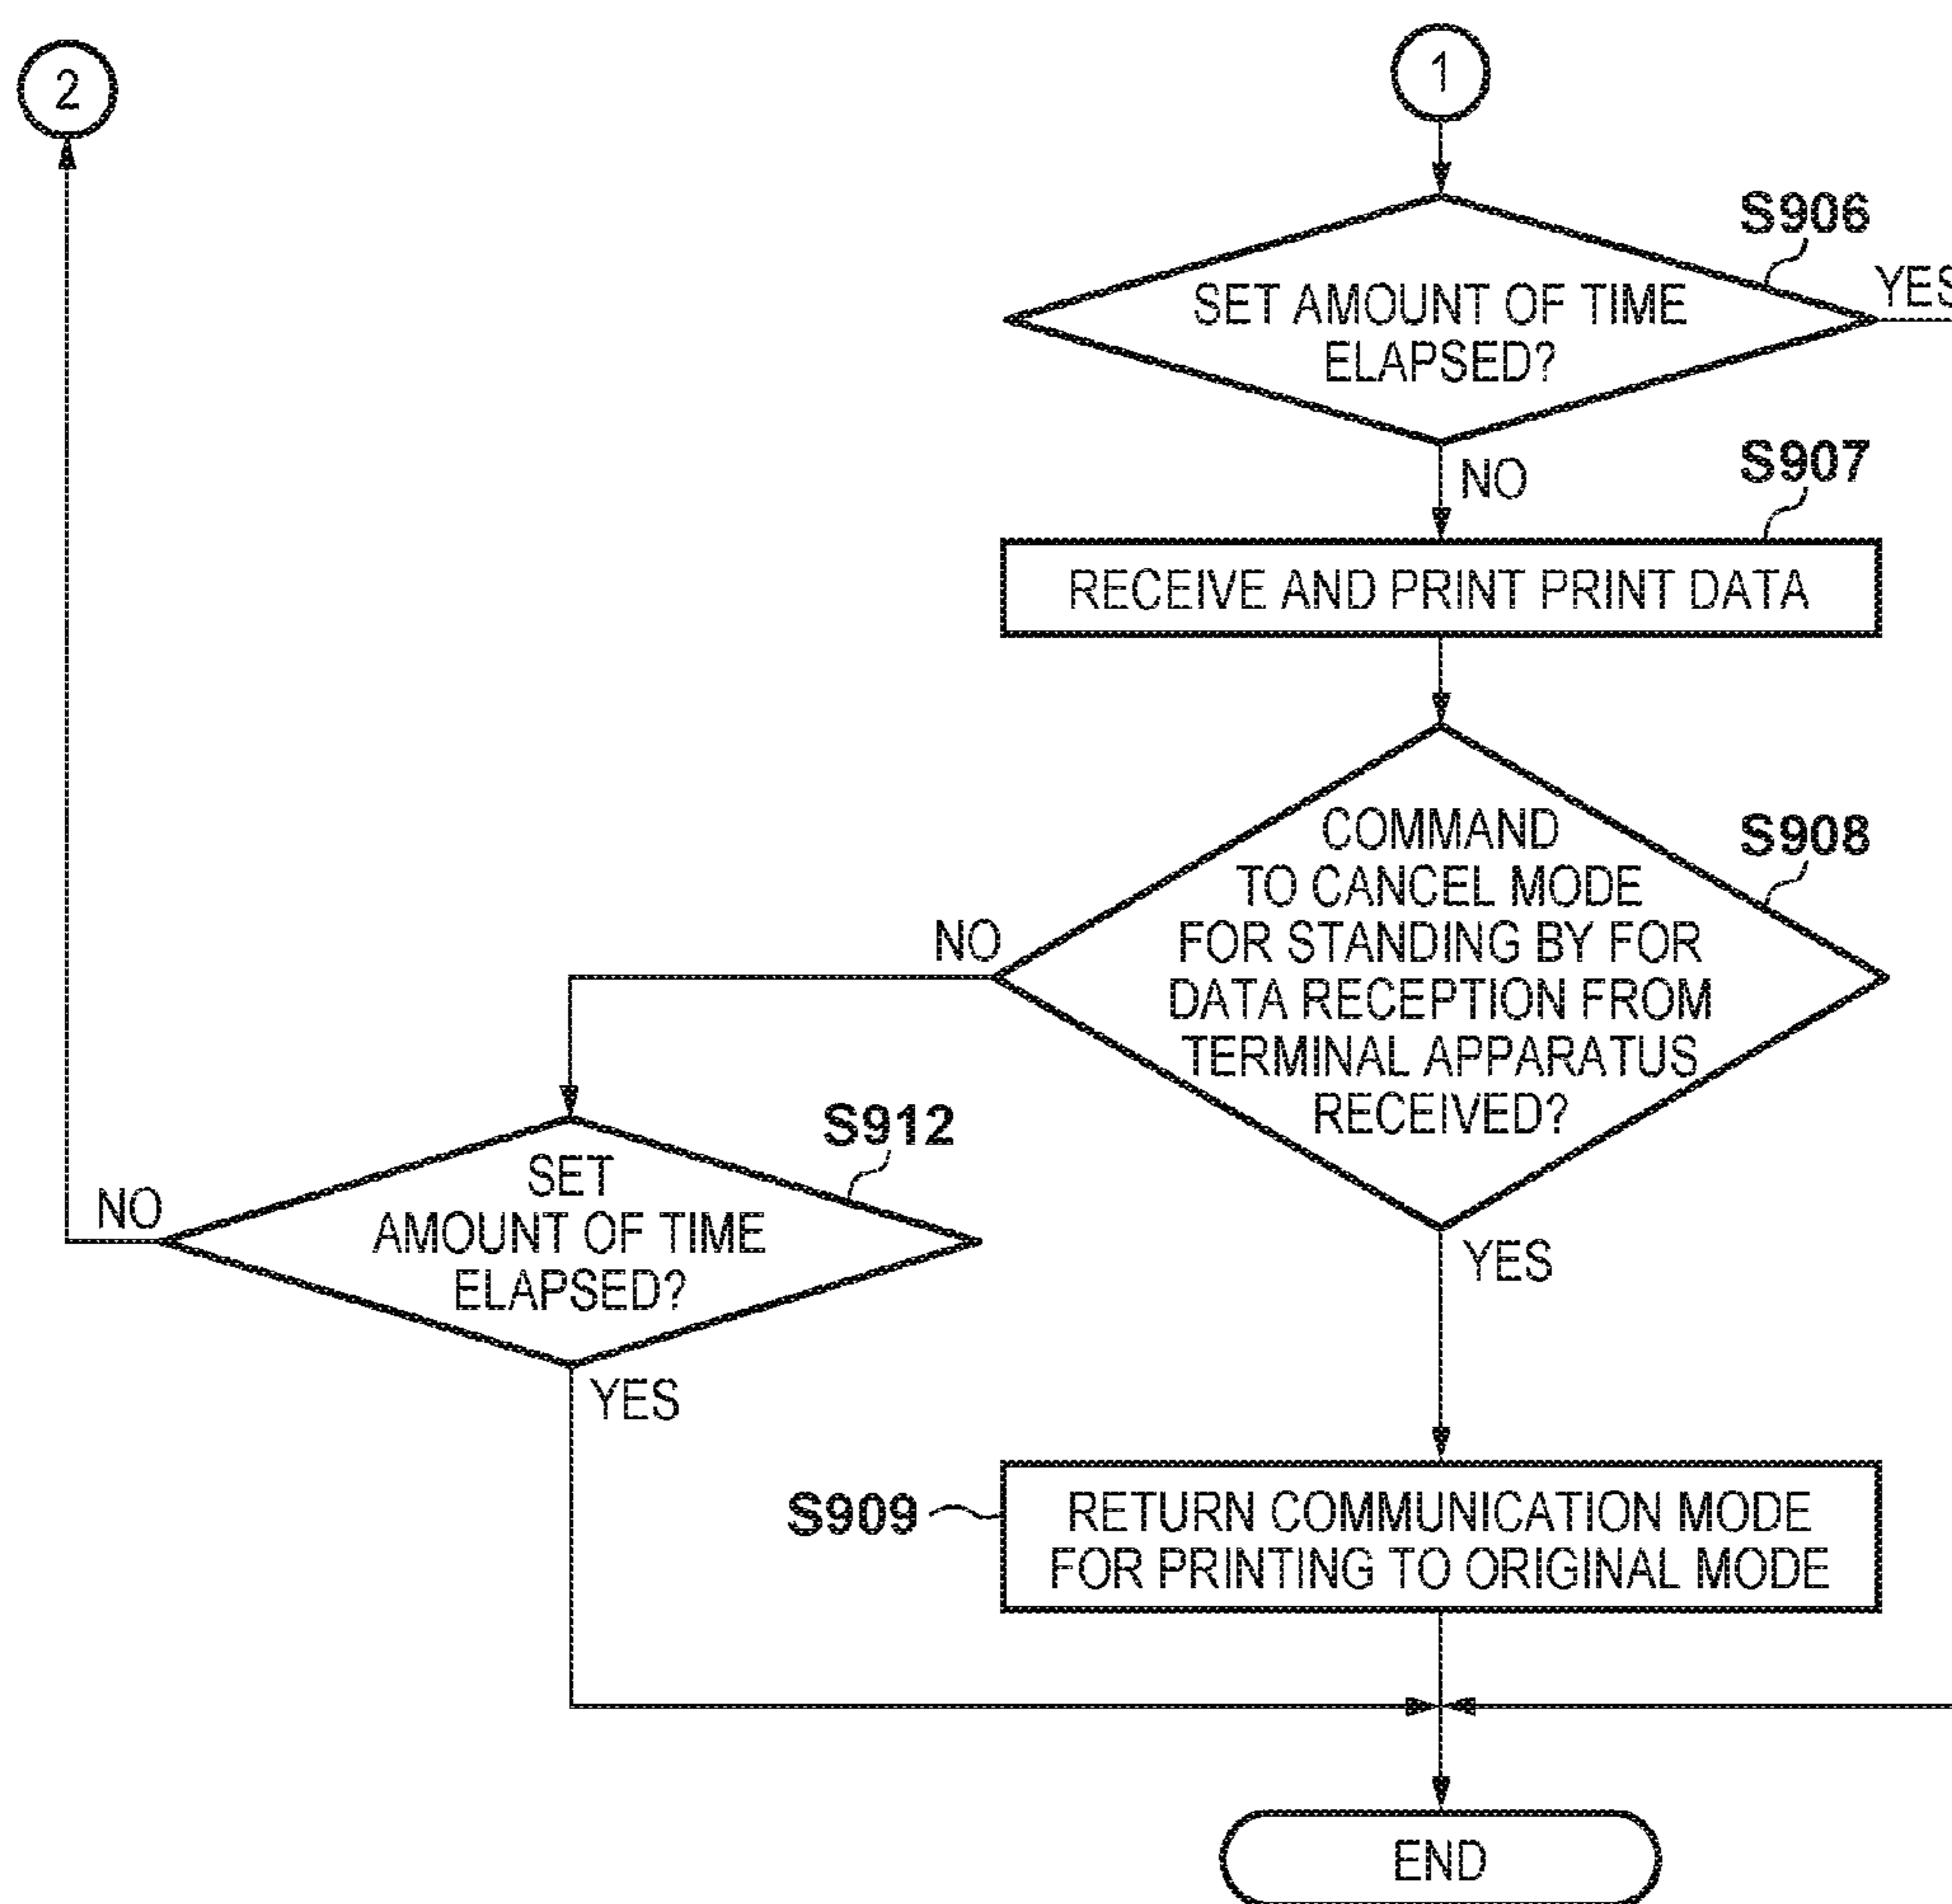 2
1
S906
SET AMOUNT OF TIME
ELAPSED?
YES
NO
S907
RECEIVE AND PRINT PRINT DATA
S908
COMMAND
TO CANCEL MODE
FOR STANDING BY FOR
DATA RECEPTION FROM
TERMINAL APPARATUS
RECEIVED?
NO
YES
S912
SET
AMOUNT OF TIME
ELAPSED?
NO
YES
S909
RETURN COMMUNICATION MODE
FOR PRINTING TO ORIGINAL MODE
END